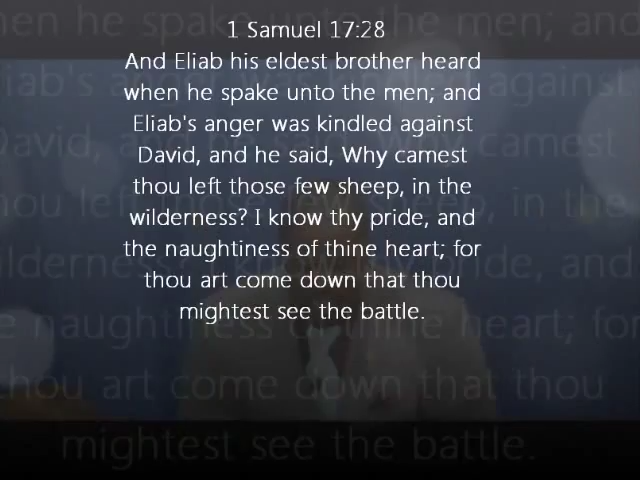 1 Samuel 17:28
And Eliab his eldest brother heard
when he spake unto the men; and
Eliab's anger was kindled against
David, and he said, Why camest
thou left those few sheep, in the
wilderness? I know thy pride, and
the naughtiness of thine heart; for
thou art come down that thou
mightest see the battle.